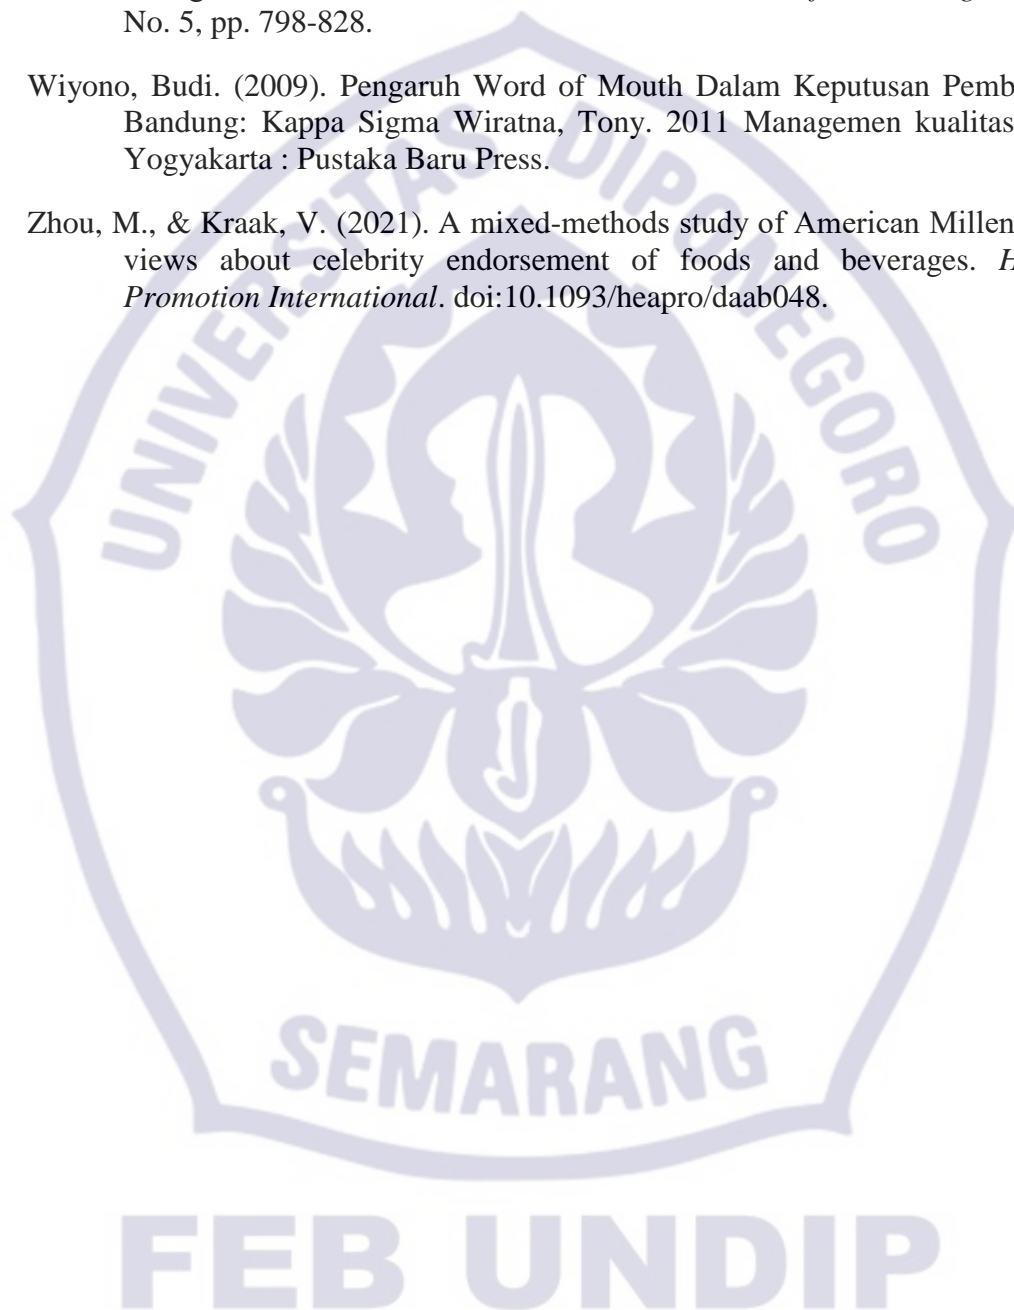 No. 5, pp. 798-828.
Wiyono, Budi. (2009). Pengaruh Word of Mouth Dalam Keputusan Pemb
Bandung: Kappa Sigma Wiratna, Tony. 2011 Managemen kualitas
Yogyakarta : Pustaka Baru Press.
Zhou, M., & Kraak, V. (2021). A mixed-methods study of American Millen
views about celebrity endorsement of foods and beverages. H
Promotion International. doi:10.1093/heapro/daab048.
UNIVERSITAS DIPONEGORO
SEMARANG
FEB UNDIP